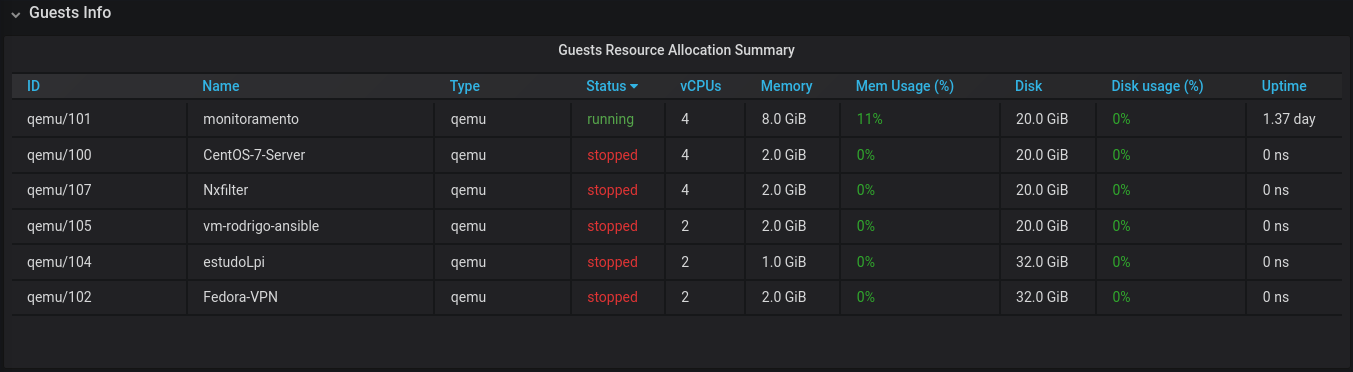 Guests Info
Guests Resource Allocation Summary
ID Name Type Status vCPUs Memory Mem Usage (%) Disk Disk usage (%) Uptime
qemu/101 monitoramento qemu running 4 8.0 GiB 11% 20.0 GiB 0% 1.37 day
qemu/100 CentOS-7-Server qemu stopped 4 2.0 GiB 0% 20.0 GiB 0% 0 ns
qemu/107 Nxfilter qemu stopped 4 2.0 GiB 0% 20.0 GiB 0% 0 ns
qemu/105 vm-rodrigo-ansible qemu stopped 2 2.0 GiB 0% 20.0 GiB 0% 0 ns
qemu/104 estudoLpi qemu stopped 2 1.0 GiB 0% 32.0 GiB 0% 0 ns
qemu/102 Fedora-VPN qemu stopped 2 2.0 GiB 0% 32.0 GiB 0% 0 ns